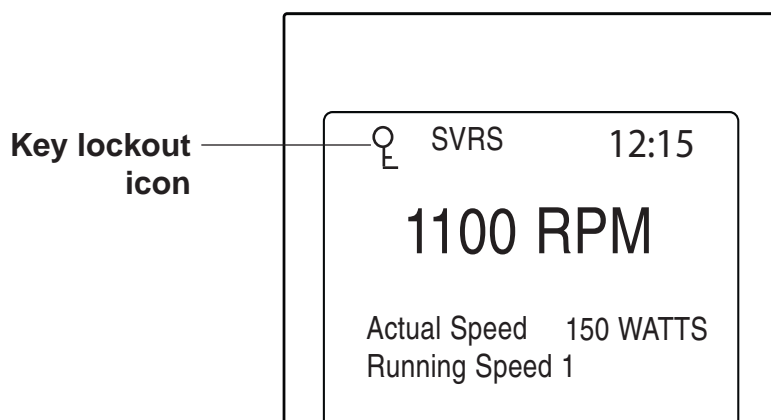 Key lockout
icon
SVRS 12:15
1100 RPM
Actual Speed 150 WATTS
Running Speed 1